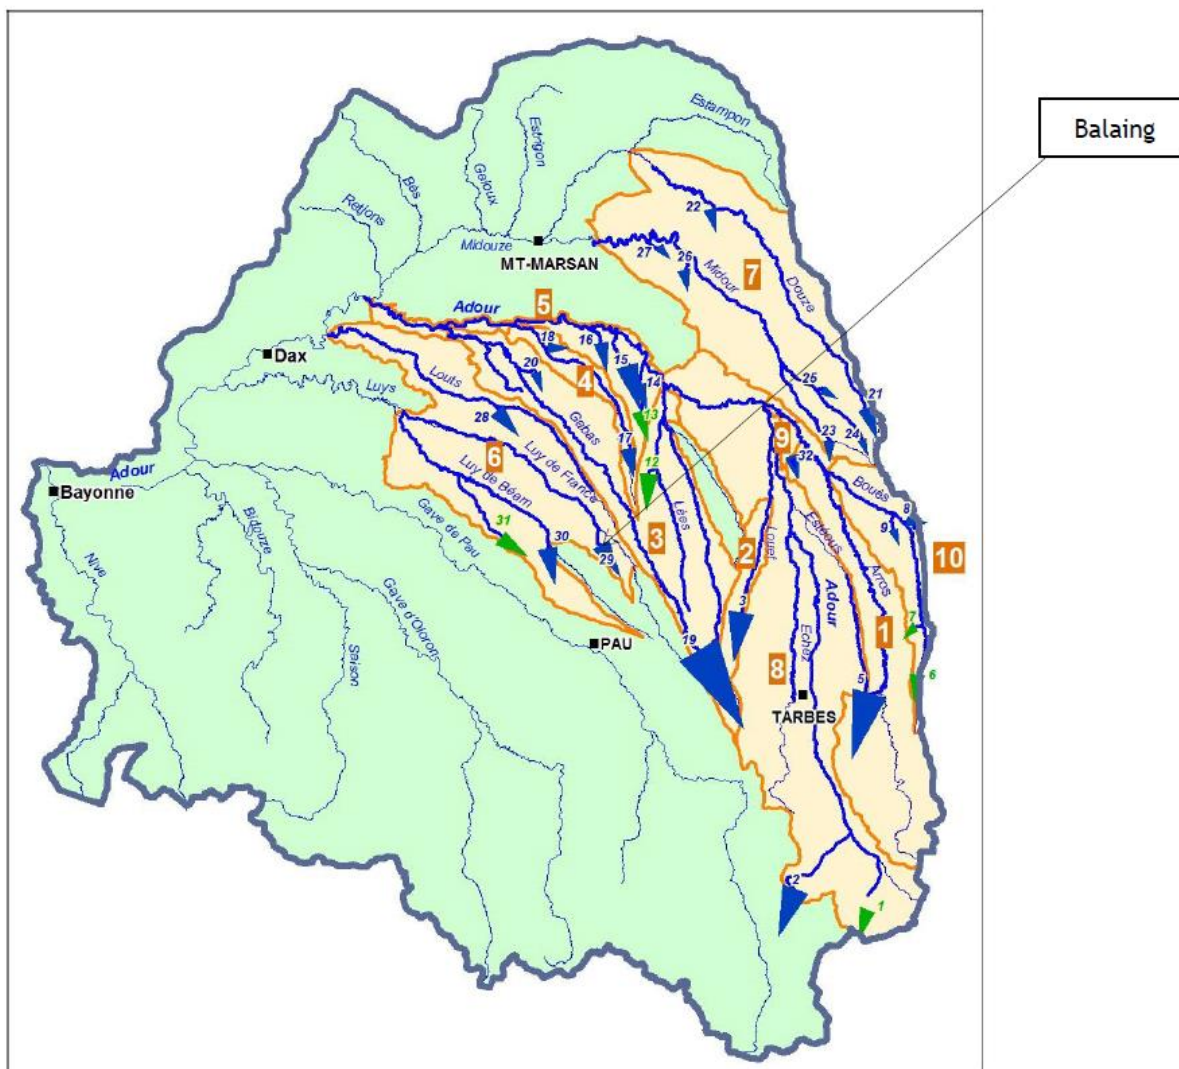 Estampon
Balaing
Estrigon
Geloux
Bès
Retjons
22
Midouze
27
26
MT-MARSAN
Midour
7
Douze
Adour
5
18
16
15
Dax
20
4
14
25
21
Louts
Luys
13
28
Gabas
17
9
23
24
32
12
6
Luy de France
Luy de Béarn
Lées
Boués
8
9
Adour
Bayonne
Gave de Pau
31
30
29
3
2
Louet
Estéous
10
Bidouze
Nive
Arros
Adour
3
7
1
Gave d'Oloron
PAU
19
Echez
8
5
6
Saison
TARBES
2
1